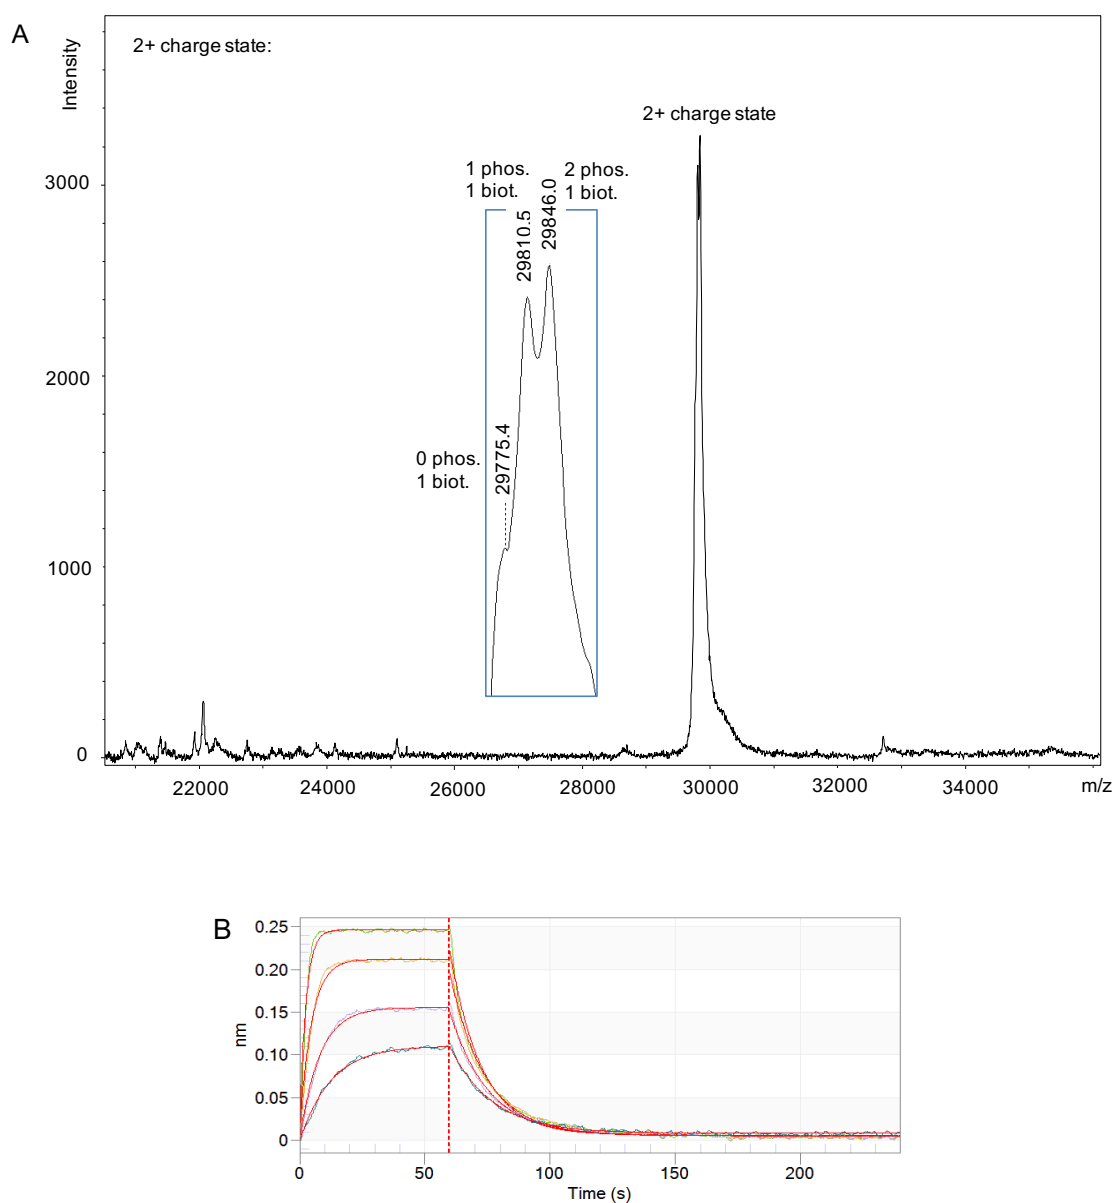 A
2+ charge state:
Intensity
2+ charge state
1 phos.
1 biot.
2 phos.
1 biot.
29810.5
29846.0
0 phos.
1 biot.
29775.4
3000
2000
1000
0
22000
24000
26000
28000
30000
32000
34000
m/z
B
0.25
0.20
0.15
0.10
0.05
0
nm
0
50
100
150
200
Time (s)